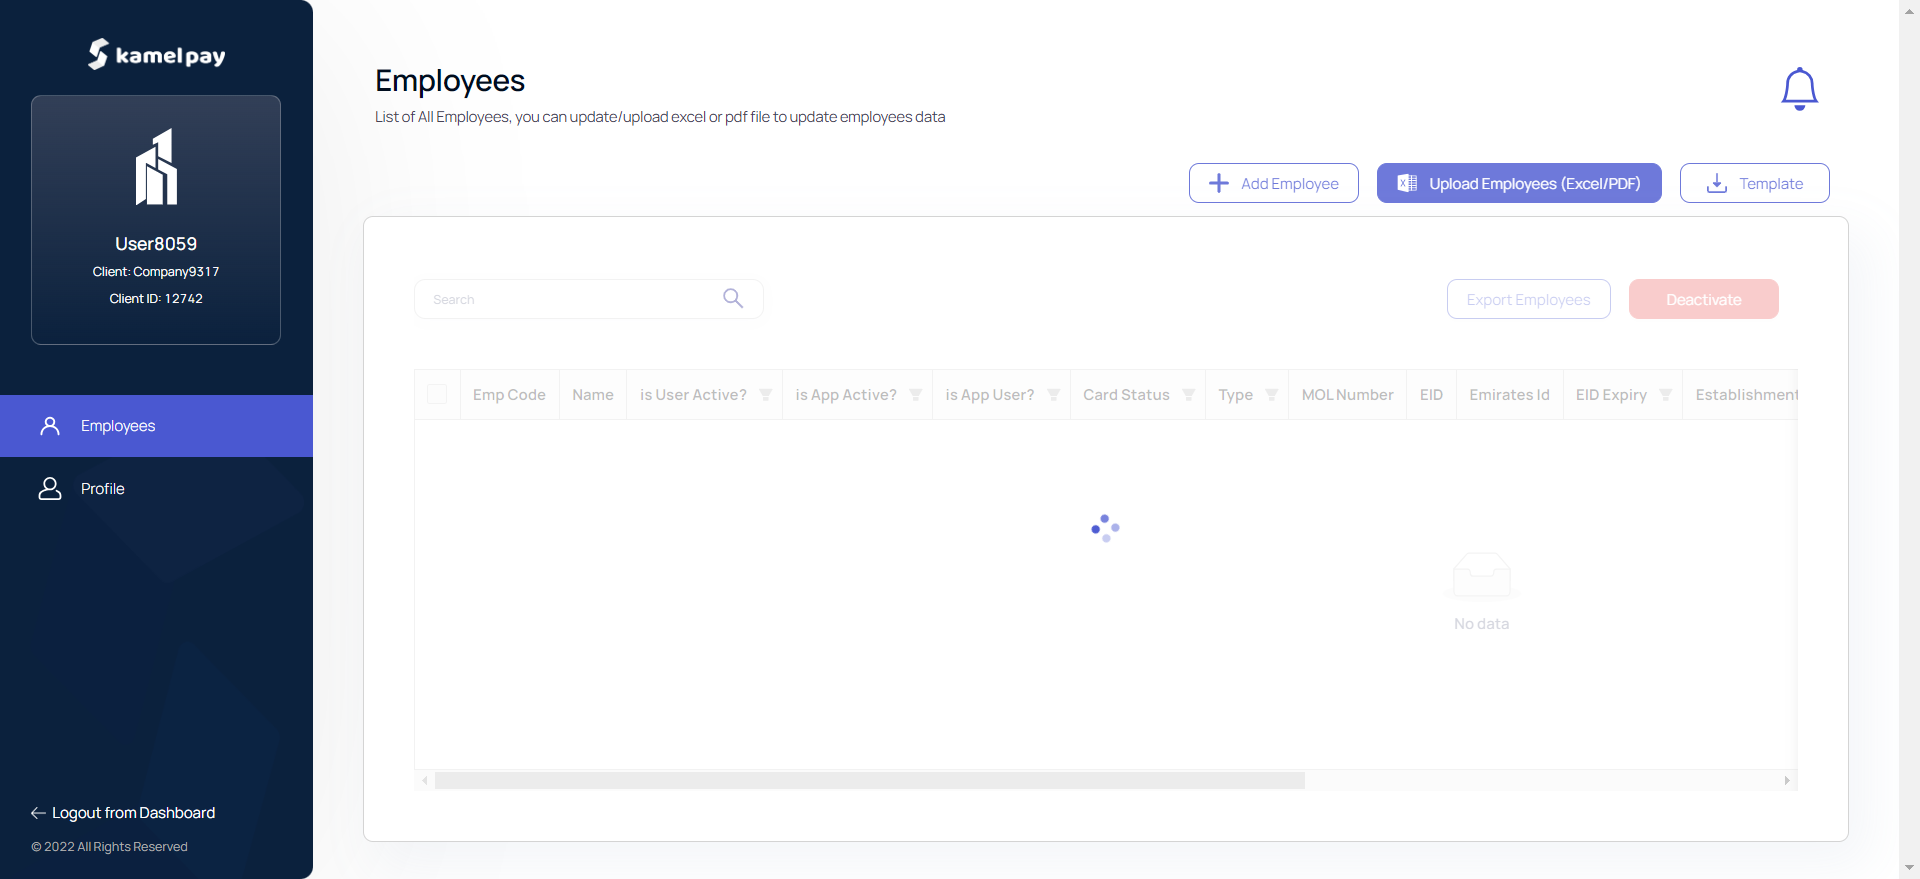 kamelpay
User8059
Client: Company9317
Client ID: 12742
Employees
Profile
Logout from Dashboard
© 2022 All Rights Reserved
Employees
List of All Employees, you can update/upload excel or pdf file to update employees data
Add Employee
Upload Employees (Excel/PDF)
Template
Search
Export Employees
Deactivate
Emp Code Name is User Active? is App Active? is App User? Card Status Type MOL Number EID Emirates Id EID Expiry Establishment
No data